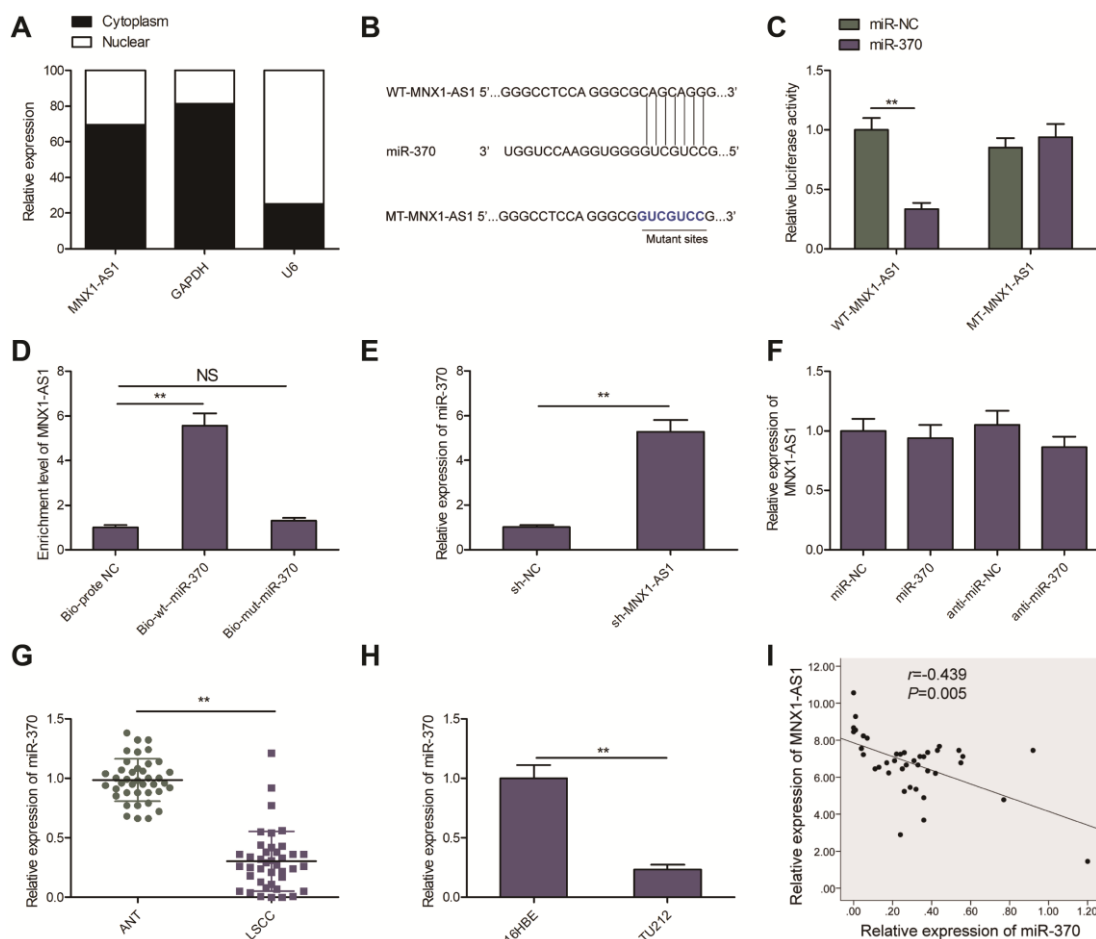 A
Cytoplasm
Nuclear
Relative expression
100
80
60
40
20
0
MNX1-AS1
GAPDH
U6
B
WT-MNX1-AS1 5'...GGGCCTCCA GGGCGCAGCAGGG...3'
miR-370 3' UGGUCCAAGGUGGGGUCGUCCG...5'
MT-MNX1-AS1 5'...GGGCCTCCA GGGCGGUCGUCCG...3'
Mutant sites
C
miR-NC
miR-370
Relative luciferase activity
1.5
1.0
0.5
0.0
**
WT-MNX1-AS1
MT-MNX1-AS1
D
Enrichment level of MNX1-AS1
8
6
4
2
0
NS
**
Bio-prote NC
Bio-wt--miR-370
Bio-mut-miR-370
E
Relative expression of miR-370
8
6
4
2
0
**
sh-NC
sh-MNX1-AS1
F
Relative expression of
MNX1-AS1
1.5
1.0
0.5
0.0
miR-NC
miR-370
anti-miR-NC
anti-miR-370
G
Relative expression of miR-370
1.5
1.0
0.5
0.0
**
ANT
LSCC
H
Relative expression of miR-370
1.5
1.0
0.5
0.0
**
16HBE
TU212
I
Relative expression of MNX1-AS1
12.00
10.00
8.00
6.00
4.00
2.00
.00
r=-0.439
P=0.005
.00 .20 .40 .60 .80 1.00 1.20
Relative expression of miR-370